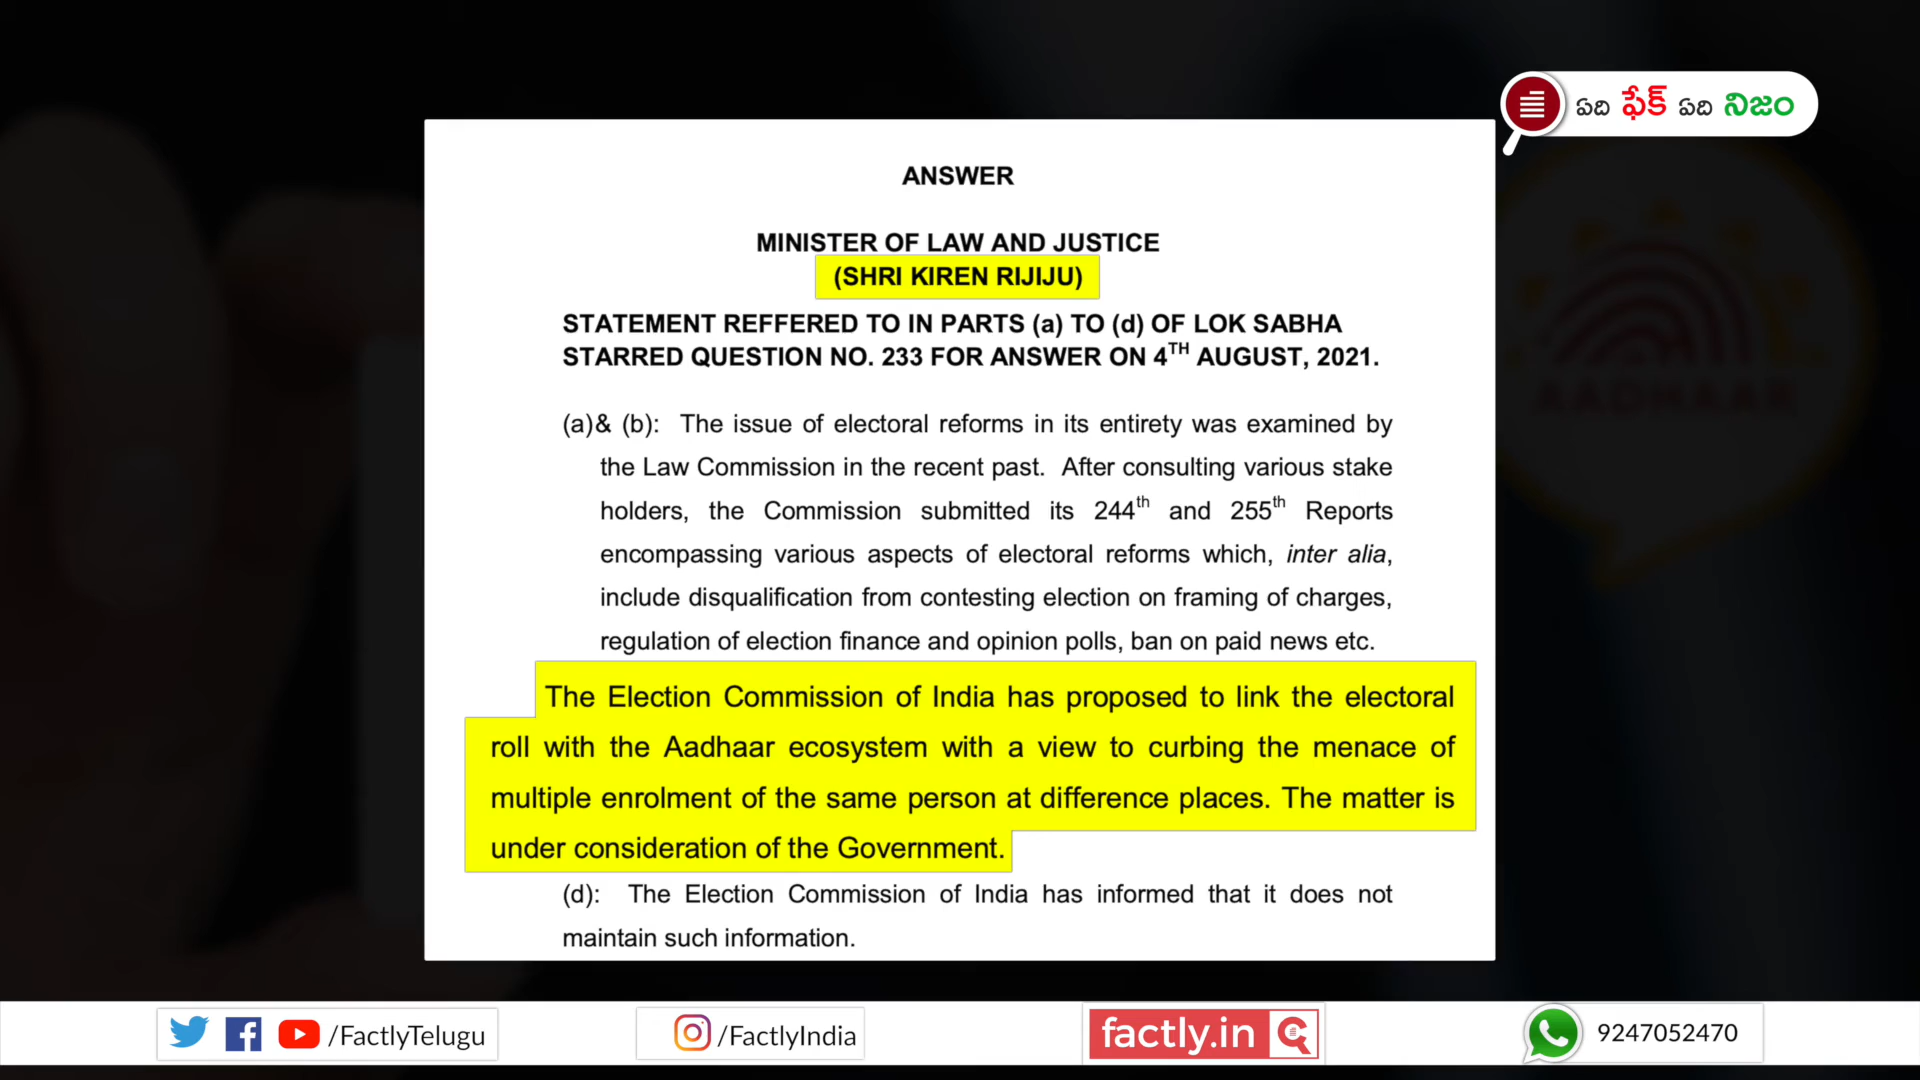 ఏది ఫేక్ ఏది నిజం
ANSWER
MINISTER OF LAW AND JUSTICE
(SHRI KIREN RIJIJU)
STATEMENT REFFERED TO IN PARTS (a) TO (d) OF LOK SABHA
STARRED QUESTION NO. 233 FOR ANSWER ON 4TH AUGUST, 2021.
(a)& (b): The issue of electoral reforms in its entirety was examined by
the Law Commission in the recent past. After consulting various stake
holders, the Commission submitted its 244th and 255th Reports
encompassing various aspects of electoral reforms which, inter alia,
include disqualification from contesting election on framing of charges,
regulation of election finance and opinion polls, ban on paid news etc.
The Election Commission of India has proposed to link the electoral
roll with the Aadhaar ecosystem with a view to curbing the menace of
multiple enrolment of the same person at difference places. The matter is
under consideration of the Government.
(d): The Election Commission of India has informed that it does not
maintain such information.
AADHAAR
/FactlyTelugu
/FactlyIndia
factly.in
9247052470